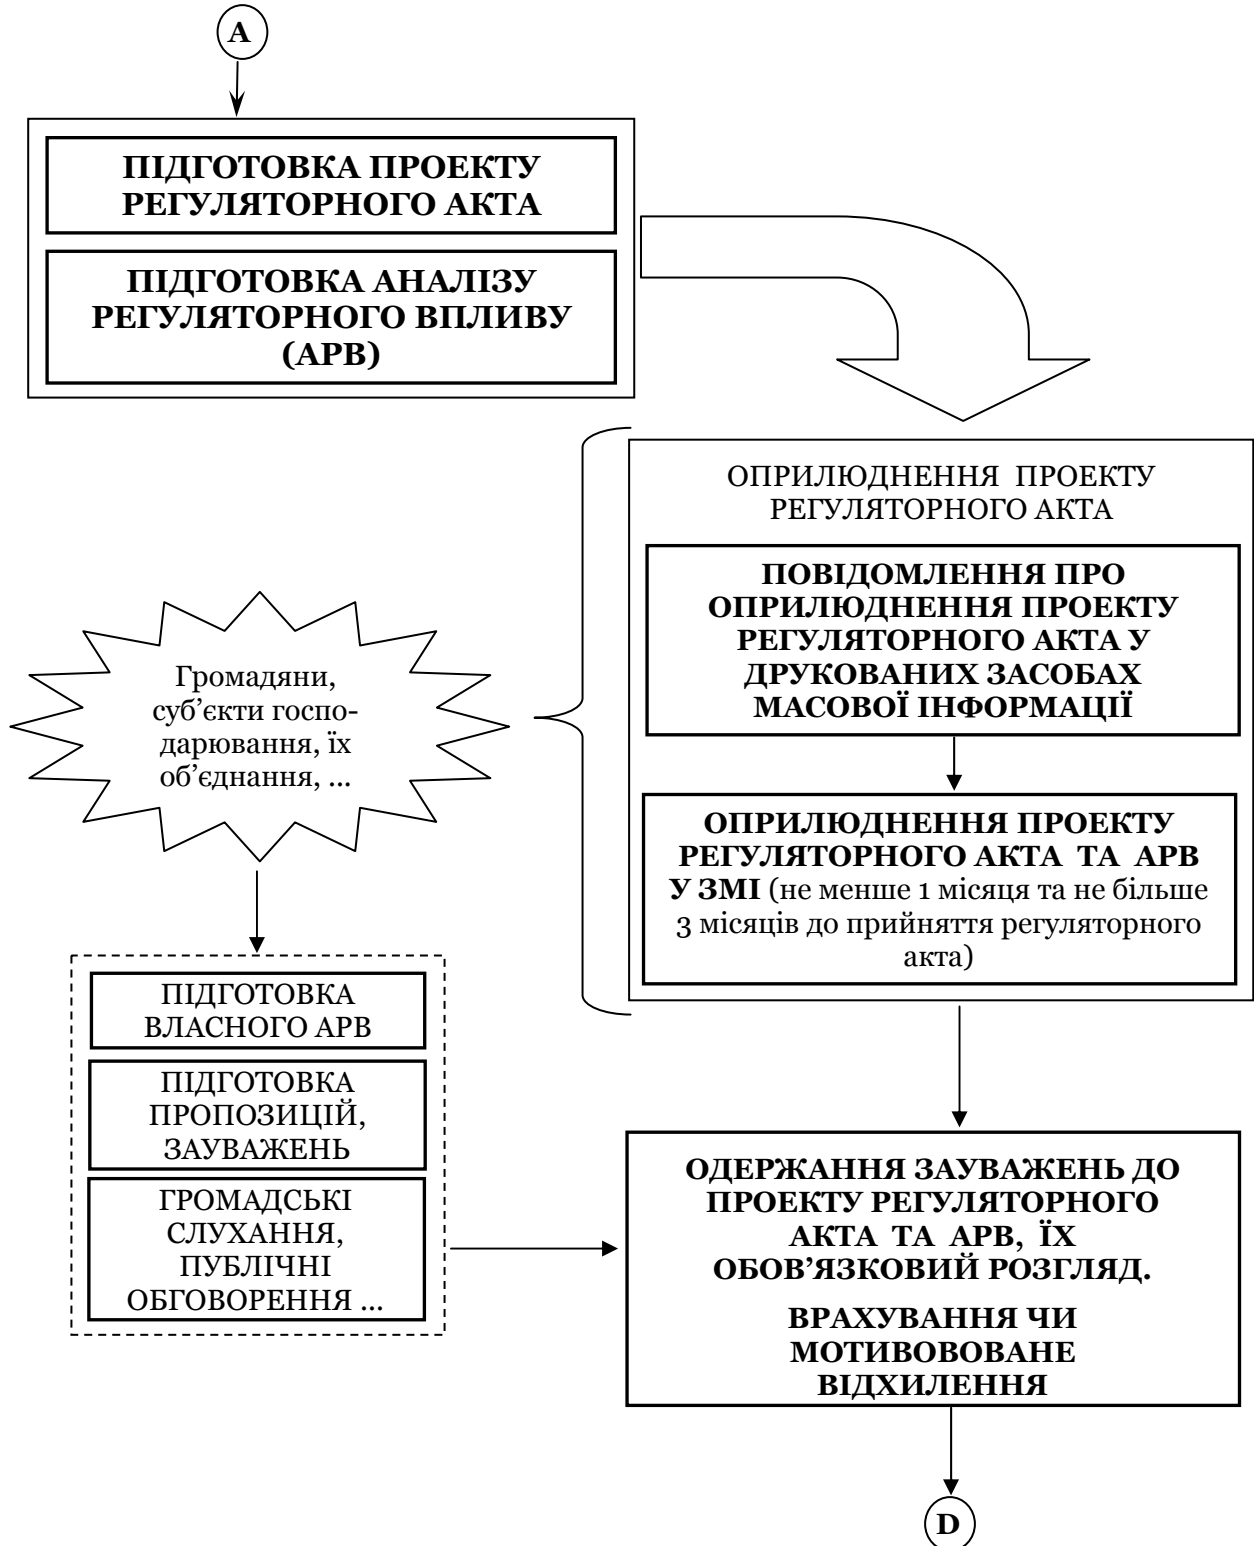 А
ПІДГОТОВКА ПРОЕКТУ
РЕГУЛЯТОРНОГО АКТА
ПІДГОТОВКА АНАЛІЗУ
РЕГУЛЯТОРНОГО ВПЛИВУ
(АРВ)
ОПРИЛЮДНЕННЯ ПРОЕКТУ
РЕГУЛЯТОРНОГО АКТА
ПОВІДОМЛЕННЯ ПРО
ОПРИЛЮДНЕННЯ ПРОЕКТУ
РЕГУЛЯТОРНОГО АКТА У
ДРУКОВАНИХ ЗАСОБАХ
МАСОВОЇ ІНФОРМАЦІЇ
ОПРИЛЮДНЕННЯ ПРОЕКТУ
РЕГУЛЯТОРНОГО АКТА ТА АРВ
У ЗМІ (не менше 1 місяця та не більше
3 місяців до прийняття регуляторного
акта)
Громадяни,
суб’єкти госпо-
дарювання, їх
об’єднання, ...
ПІДГОТОВКА
ВЛАСНОГО АРВ
ПІДГОТОВКА
ПРОПОЗИЦІЙ,
ЗАУВАЖЕНЬ
ГРОМАДСЬКІ
СЛУХАННЯ,
ПУБЛІЧНІ
ОБГОВОРЕННЯ ...
ОДЕРЖАННЯ ЗАУВАЖЕНЬ ДО
ПРОЕКТУ РЕГУЛЯТОРНОГО
АКТА ТА АРВ, ЇХ
ОБОВ’ЯЗКОВИЙ РОЗГЛЯД.
ВРАХУВАННЯ ЧИ
МОТИВОВОВАНЕ
ВІДХИЛЕННЯ
D